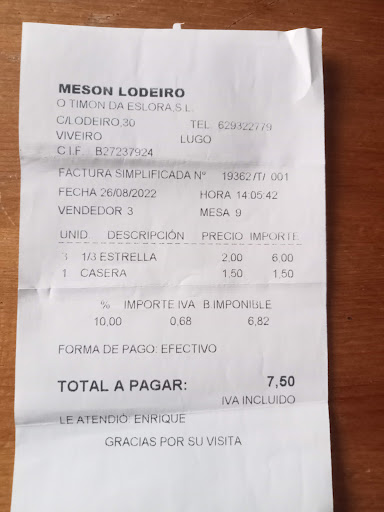 MESON LODEIRO
O TIMON DA ESLORA,S.L.
C/LODEIRO,30 TEL. 629322779
VIVEIRO LUGO
C.I.F. B27237924
FACTURA SIMPLIFICADA Nº 19362/T/ 001
FECHA 26/08/2022 HORA 14:05:42
VENDEDOR 3 MESA 9
UNID. DESCRIPCIÓN PRECIO IMPORTE
3 1/3 ESTRELLA 2,00 6,00
1 CASERA 1,50 1,50
% IMPORTE IVA B.IMPONIBLE
10,00 0,68 6,82
FORMA DE PAGO: EFECTIVO
TOTAL A PAGAR: 7,50
IVA INCLUIDO
LE ATENDIÓ: ENRIQUE
GRACIAS POR SU VISITA